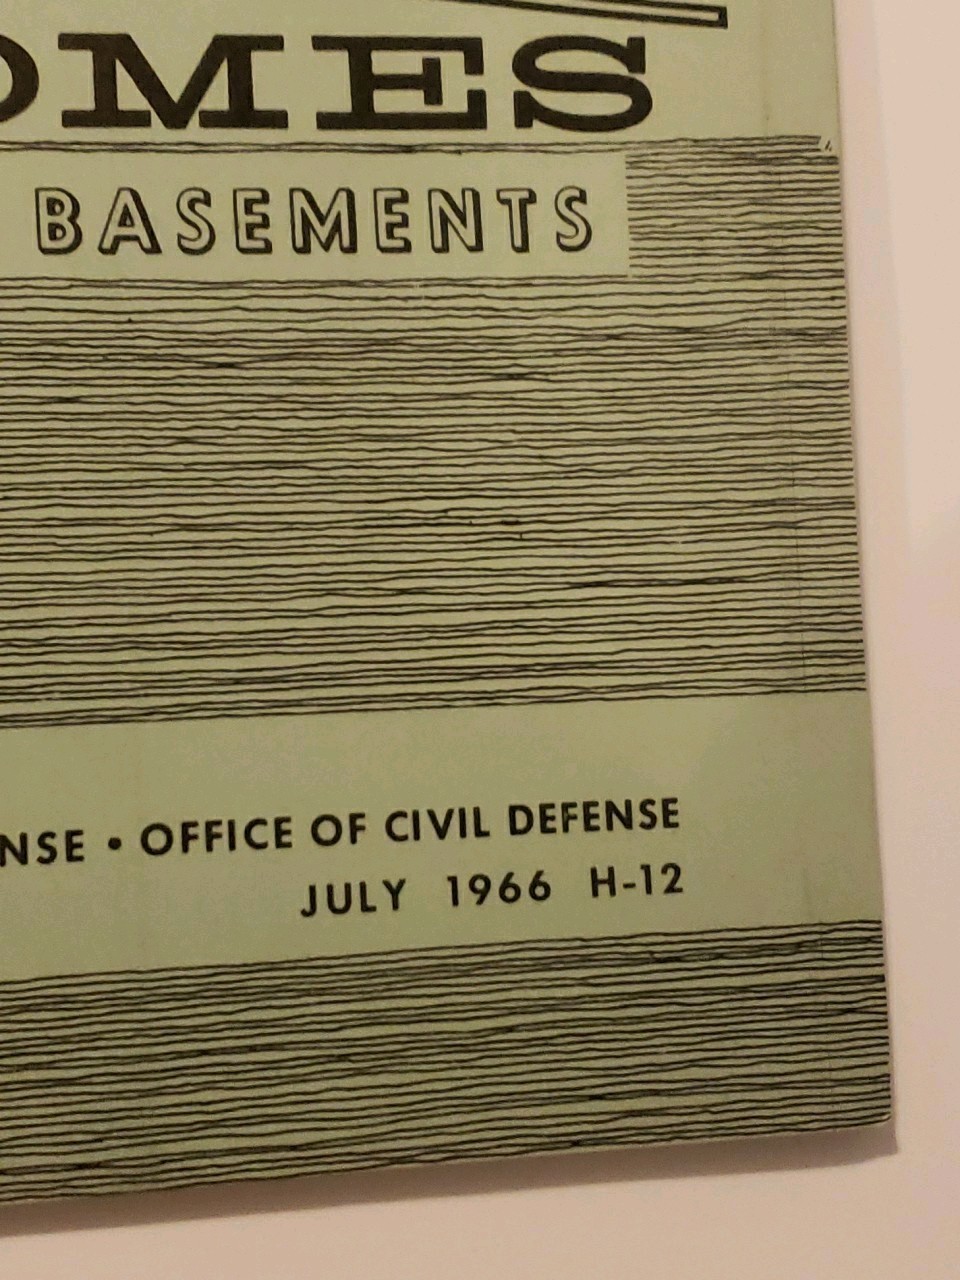 OMES
BASEMENTS
NSE • OFFICE OF CIVIL DEFENSE
JULY 1966 H-12